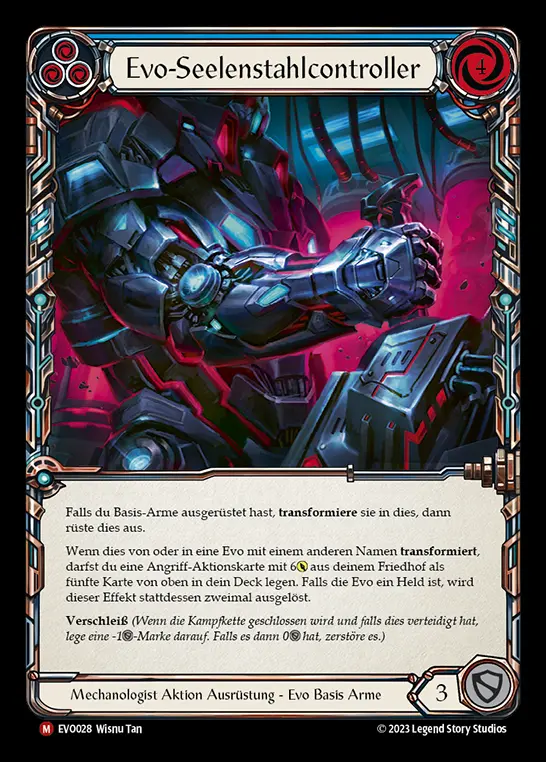 Evo-Seelenstahlcontroller
4
Falls du Basis-Arme ausgerüstet hast, transformiere sie in dies, dann
rüste dies aus.
Wenn dies von oder in eine Evo mit einem anderen Namen transformiert,
darfst du eine Angriff-Aktionskarte mit 6 aus deinem Friedhof als
fünfte Karte von oben in dein Deck legen. Falls die Evo ein Held ist, wird
dieser Effekt stattdessen zweimal ausgelöst.
Verschleiß (Wenn die Kampfkette geschlossen wird und falls dies verteidigt hat,
lege eine -1-Marke darauf. Falls es dann 0 hat, zerstöre es.)
Mechanologist Aktion Ausrüstung - Evo Basis Arme
3
M EVO028 Wisnu Tan
© 2023 Legend Story Studios